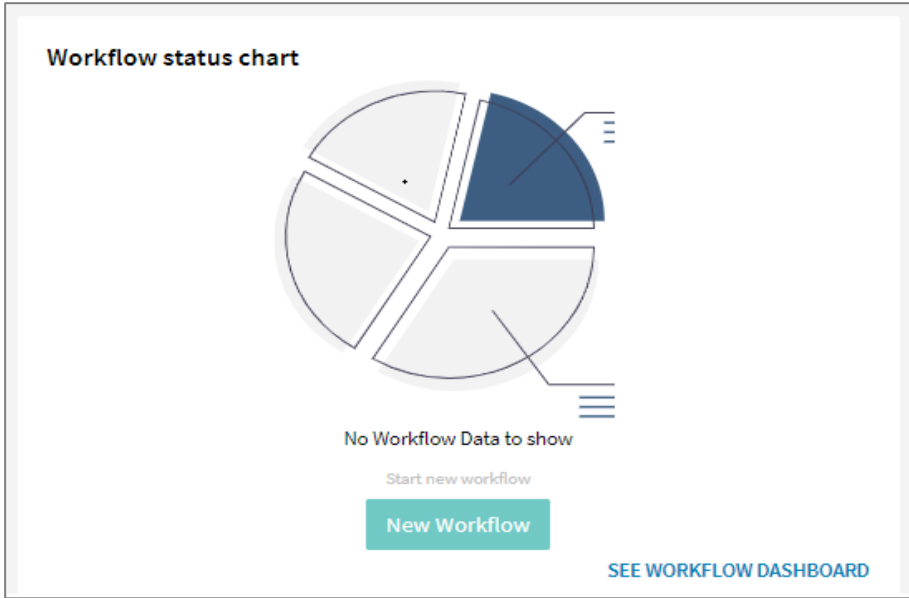 Workflow status chart
No Workflow Data to show
Start new workflow
New Workflow
SEE WORKFLOW DASHBOARD